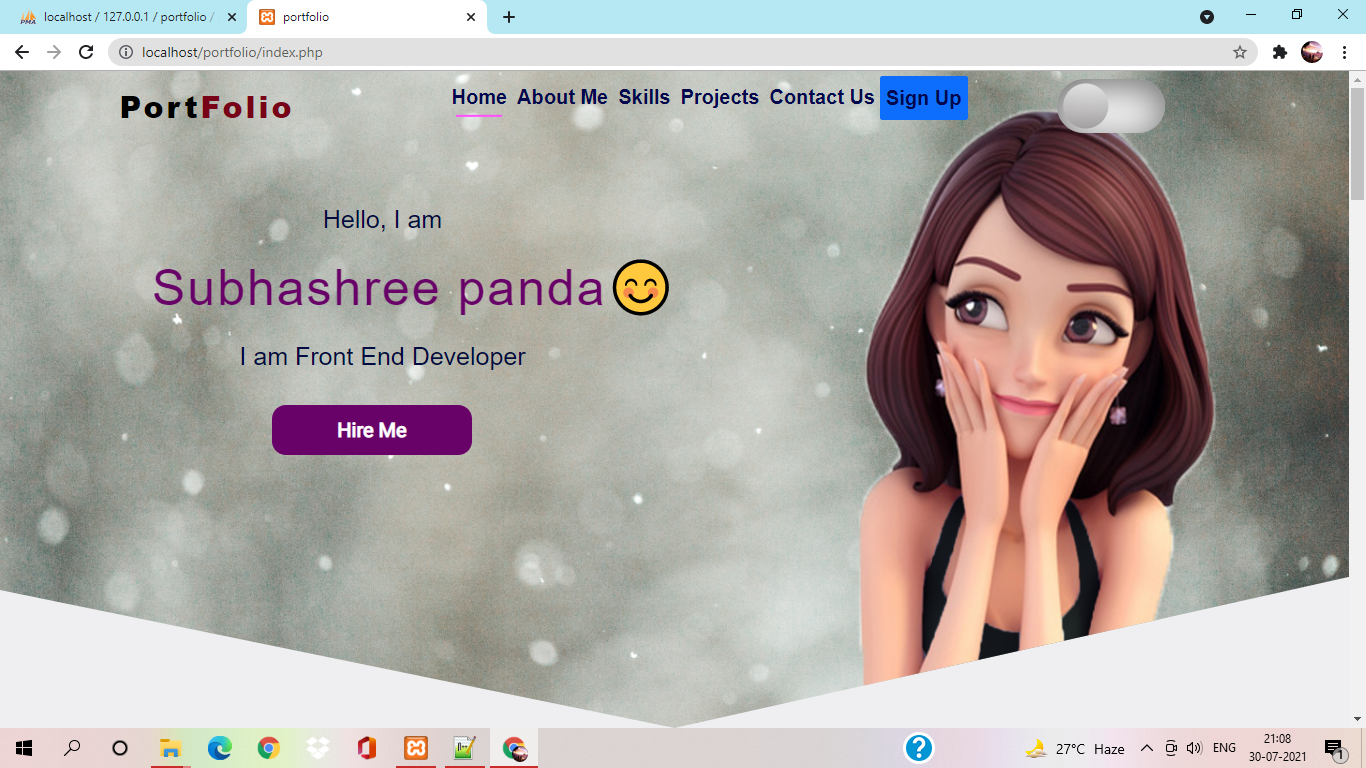 localhost / 127.0.0.1 / portfolio /
portfolio
localhost/portfolio/index.php
PortFolio
Home About Me Skills Projects Contact Us Sign Up
Hello, I am
Subhashree panda😊
I am Front End Developer
Hire Me
27°C Haze
ENG
21:08
30-07-2021
1